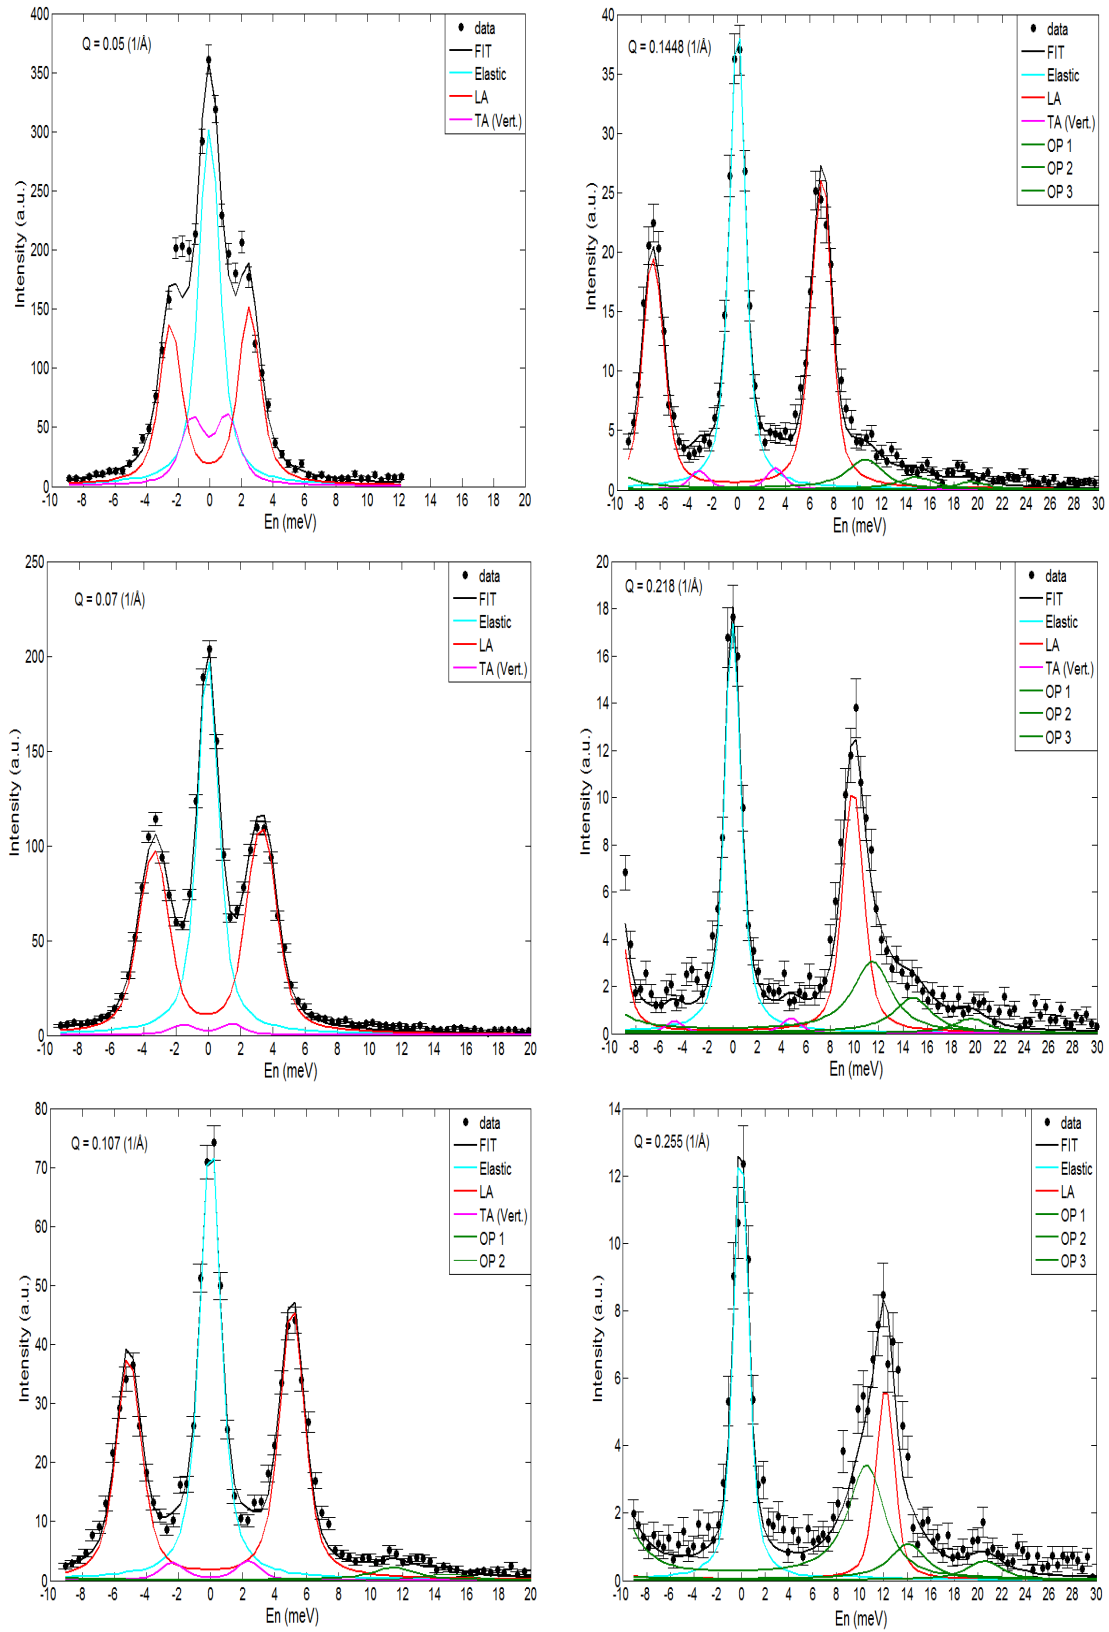 Q = 0.05 (1/Å)
data
FIT
Elastic
LA
TA (Vert.)
Intensity (a.u.)
400
350
300
250
200
150
100
50
0
-10 -8 -6 -4 -2 0 2 4 6 8 10 12 14 16 18 20
En (meV)
Q = 0.1448 (1/Å)
data
FIT
Elastic
LA
TA (Vert.)
OP 1
OP 2
OP 3
Intensity (a.u.)
40
35
30
25
20
15
10
5
0
-10 -8 -6 -4 -2 0 2 4 6 8 10 12 14 16 18 20 22 24 26 28 30
En (meV)
Q = 0.07 (1/Å)
data
FIT
Elastic
LA
TA (Vert.)
Intensity (a.u.)
250
200
150
100
50
0
-10 -8 -6 -4 -2 0 2 4 6 8 10 12 14 16 18 20
En (meV)
Q = 0.218 (1/Å)
data
FIT
Elastic
LA
TA (Vert.)
OP 1
OP 2
OP 3
Intensity (a.u.)
20
18
16
14
12
10
8
6
4
2
0
-10 -8 -6 -4 -2 0 2 4 6 8 10 12 14 16 18 20 22 24 26 28 30
En (meV)
Q = 0.107 (1/Å)
data
FIT
Elastic
LA
TA (Vert.)
OP 1
OP 2
Intensity (a.u.)
80
70
60
50
40
30
20
10
0
-10 -8 -6 -4 -2 0 2 4 6 8 10 12 14 16 18 20
En (meV)
Q = 0.255 (1/Å)
data
FIT
Elastic
LA
OP 1
OP 2
OP 3
Intensity (a.u.)
14
12
10
8
6
4
2
0
-10 -8 -6 -4 -2 0 2 4 6 8 10 12 14 16 18 20 22 24 26 28 30
En (meV)